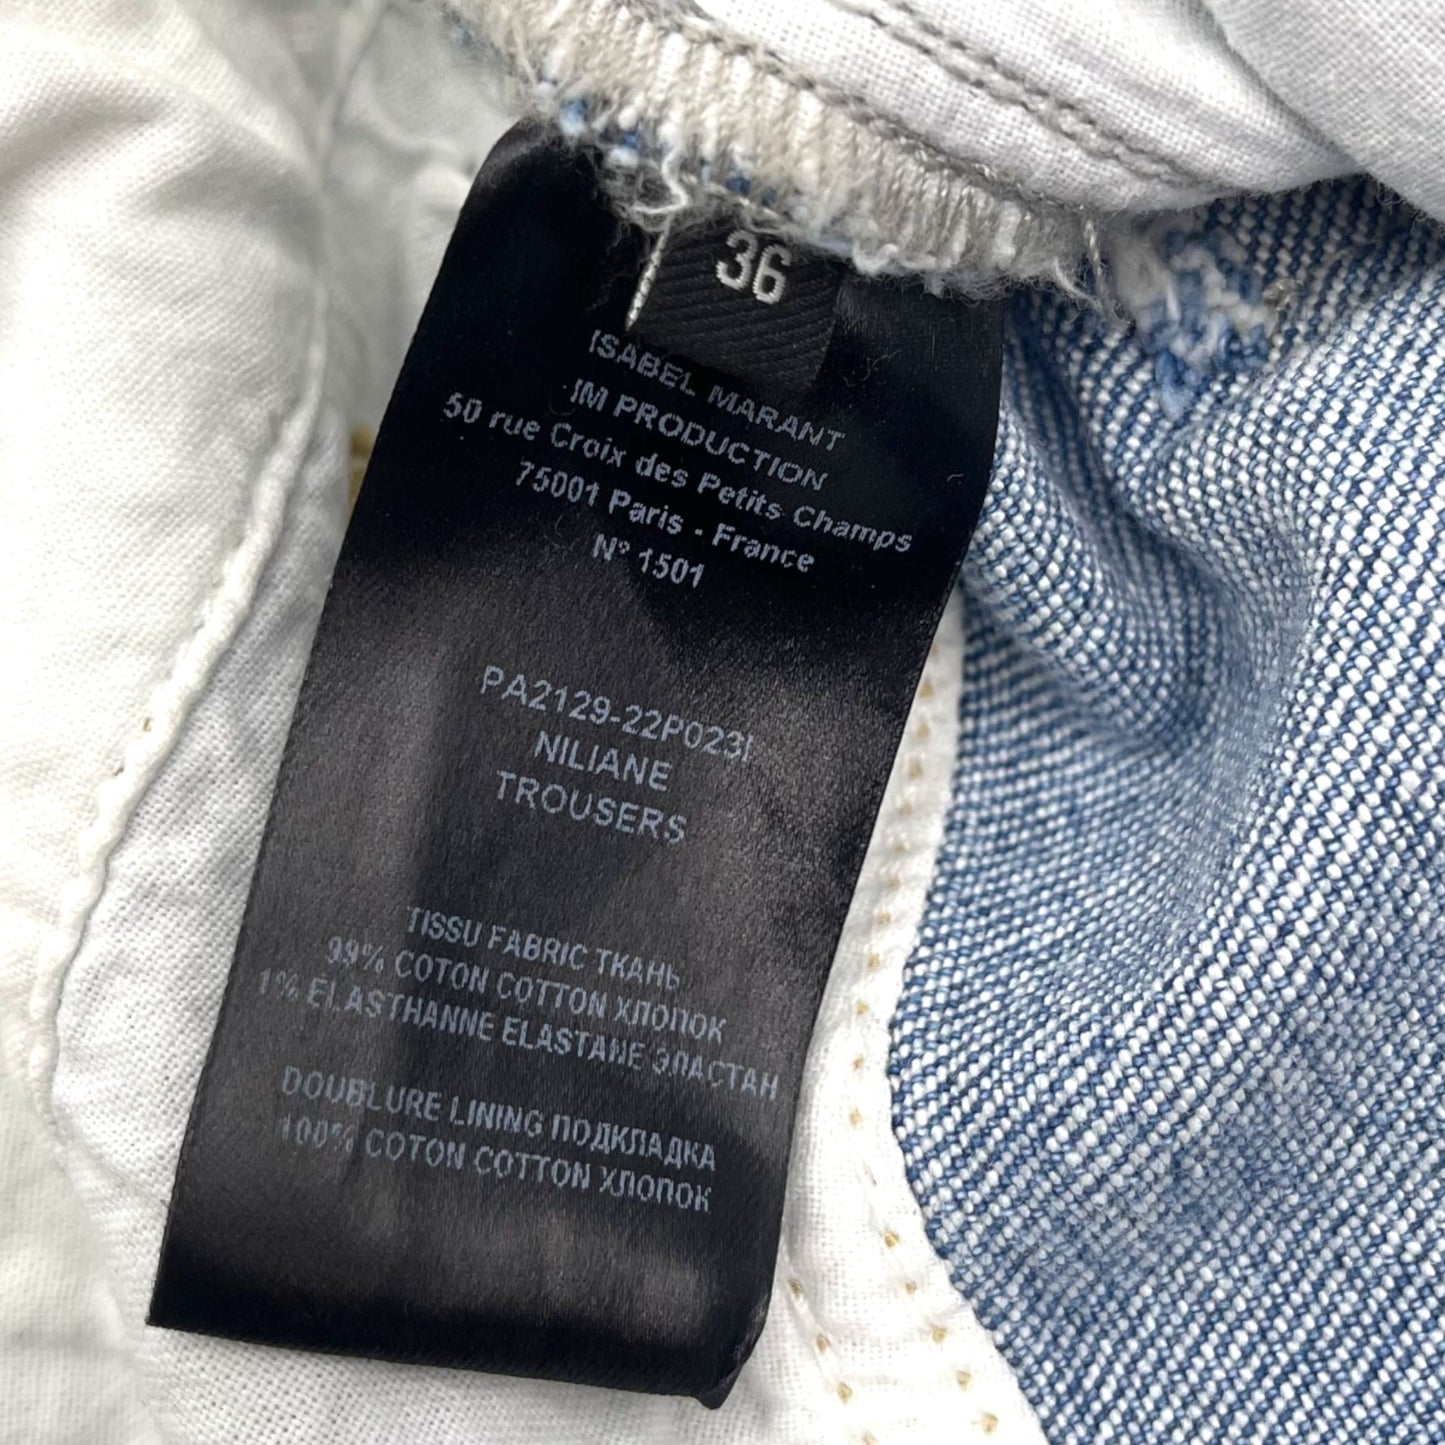 36
ISABEL MARANT
IM PRODUCTION
50 rue Croix des Petits Champs
75001 Paris - France
N° 1501
PA2129-22P023I
NILIANE
TROUSERS
TISSU FABRIC ТКАНЬ
99% COTON COTTON ХЛОПОК
1% ELASTHANNE ELASTANE ЭЛАСТАН
DOUBLURE LINING ПОДКЛАДКА
100% COTON COTTON ХЛОПОК